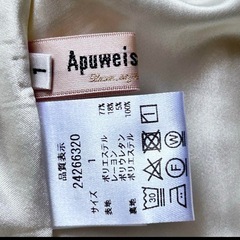 1
Apuweis
品質表示
24266320
サイズ 1
表地 ポリエステル 77%
レーヨン 18%
ポリウレタン 5%
裏地 ポリエステル 100%
30
F
W